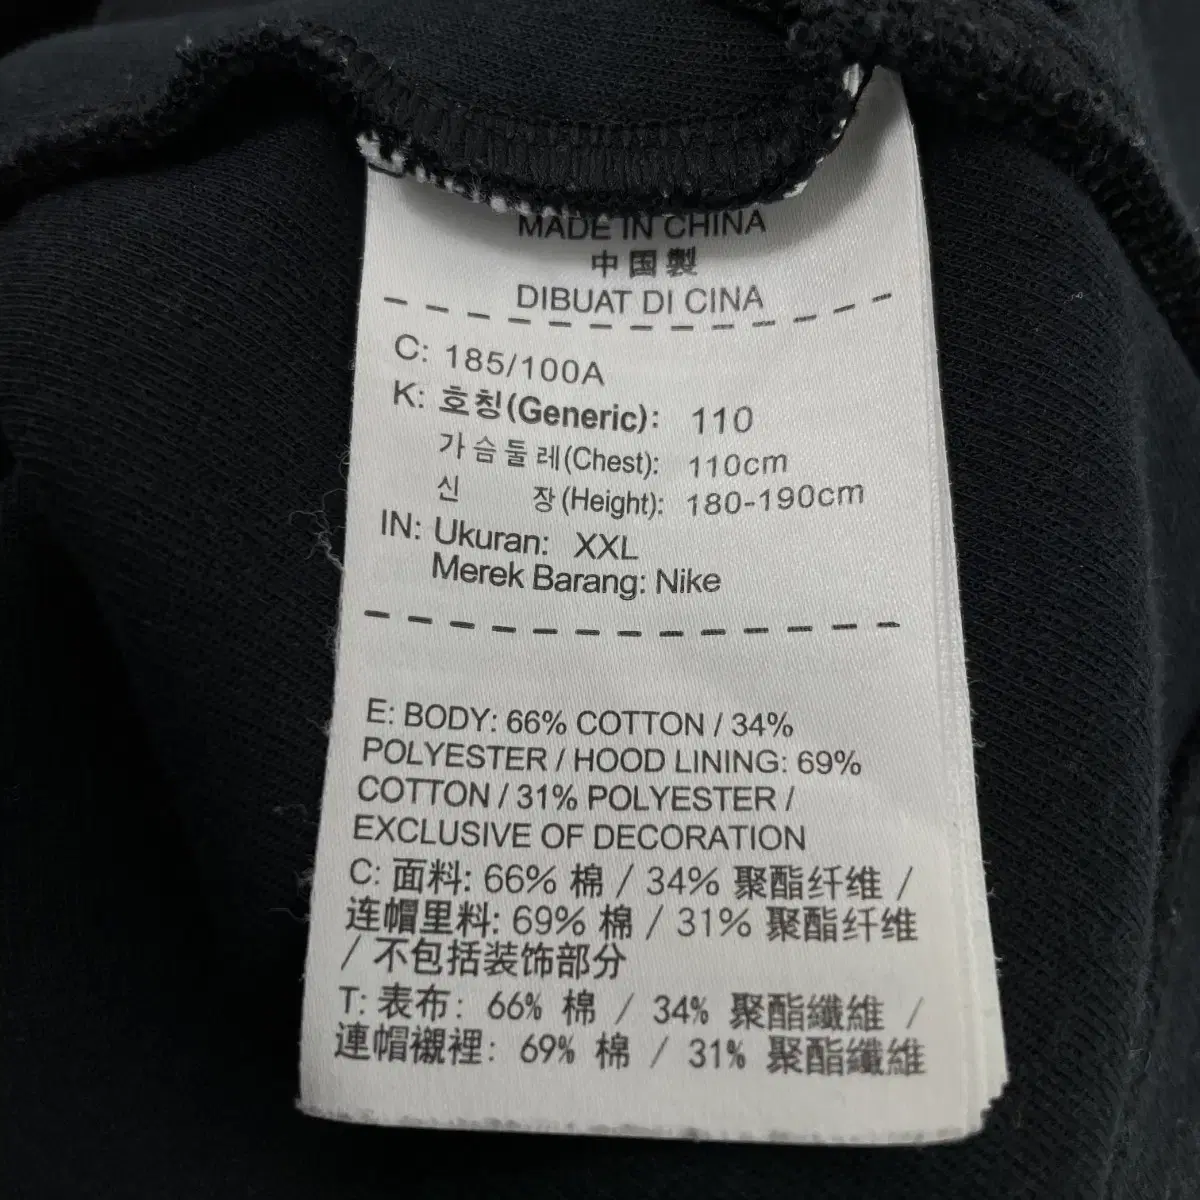 MADE IN CHINA
中国製
DIBUAT DI CINA
C: 185/100A
K: 호칭(Generic): 110
가슴둘레(Chest): 110cm
신 장(Height): 180-190cm
IN: Ukuran: XXL
Merek Barang: Nike
E: BODY: 66% COTTON / 34%
POLYESTER / HOOD LINING: 69%
COTTON / 31% POLYESTER /
EXCLUSIVE OF DECORATION
C: 面料: 66% 棉 / 34% 聚酯纤维 /
连帽里料: 69% 棉 / 31% 聚酯纤维
/ 不包括装饰部分
T: 表布: 66% 棉 / 34% 聚酯纖維 /
連帽襯裡: 69% 棉 / 31% 聚酯纖維